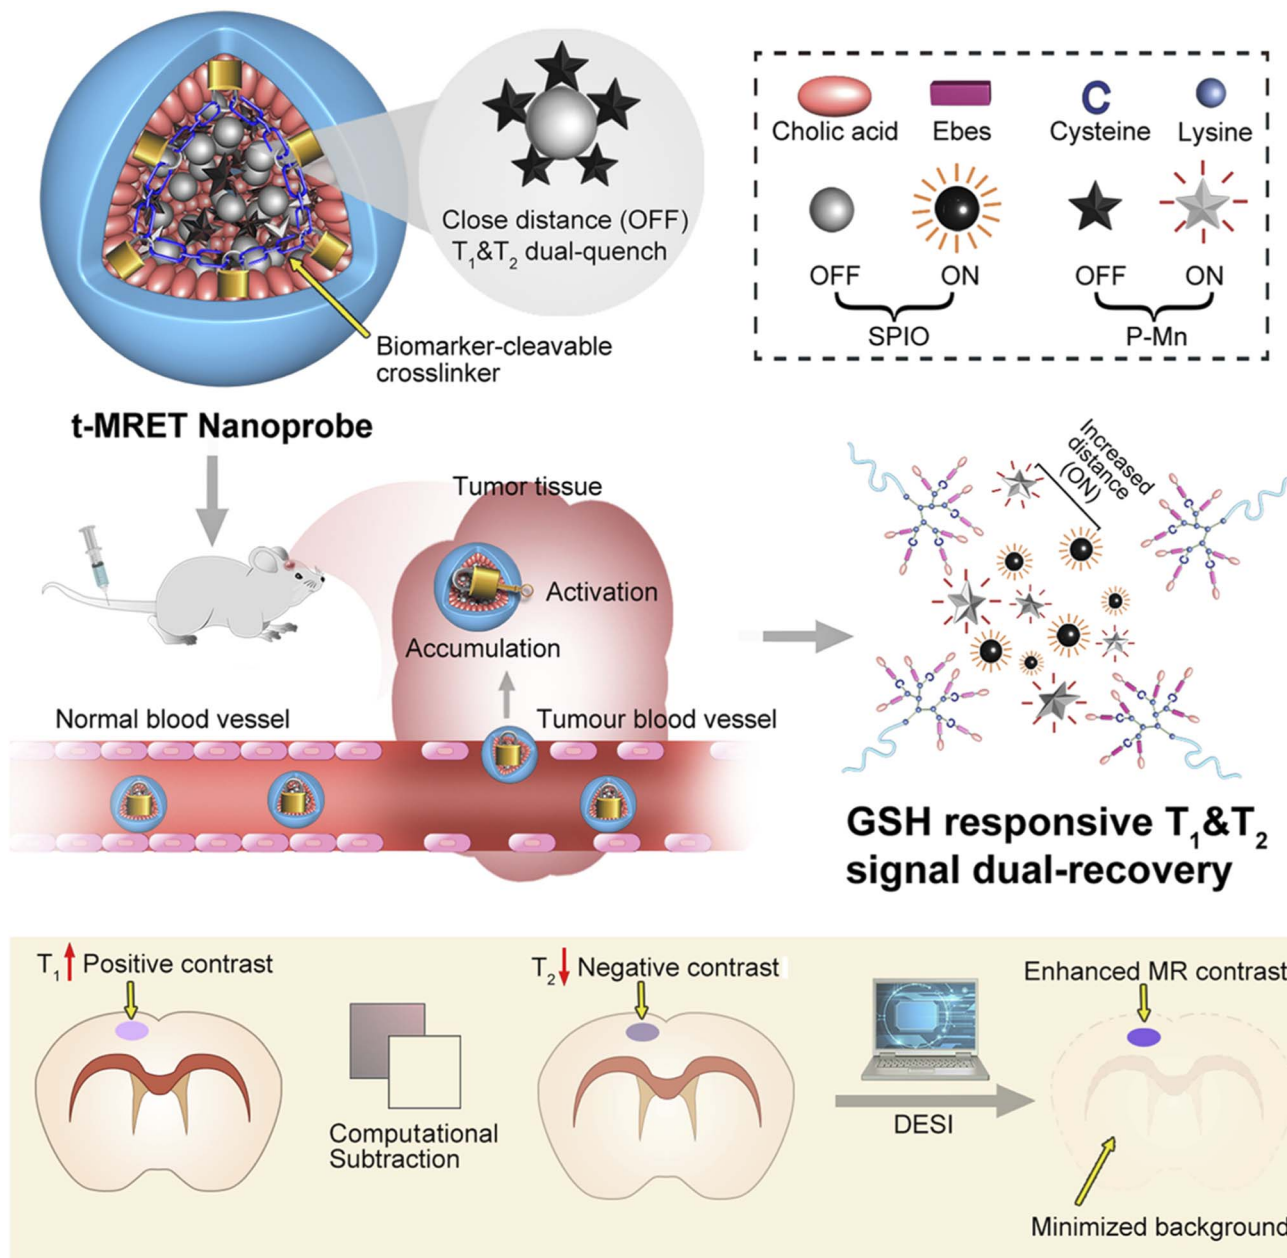 Close distance (OFF)
T1&T2 dual-quench
Biomarker-cleavable
crosslinker
t-MRET Nanoprobe
Cholic acid
Ebes
C
Cysteine
Lysine
OFF
ON
OFF
ON
SPIO
P-Mn
Tumor tissue
Activation
Accumulation
Normal blood vessel
Tumour blood vessel
Increased
distance
(ON)
GSH responsive T1&T2
signal dual-recovery
T1 Positive contrast
Computational
Subtraction
T2 Negative contrast
DESI
Enhanced MR contrast
Minimized background